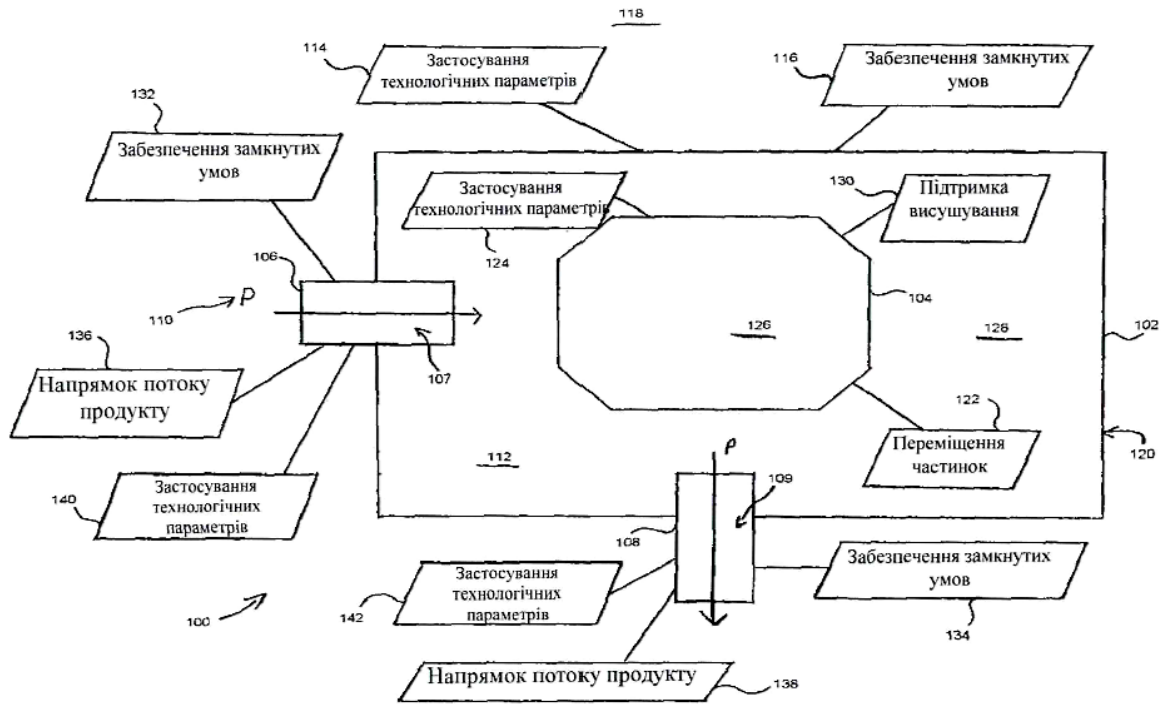 118
114
Застосування
технологічних параметрів
116
Забезпечення замкнутих
умов
132
Забезпечення замкнутих
умов
Застосування
технологічних параметрів
124
130
Підтримка
висушування
106
110
P
107
104
126
128
102
136
Напрямок потоку
продукту
122
Переміщення
частинок
120
112
P
109
108
140
Застосування
технологічних
параметрів
142
Застосування
технологічних
параметрів
Забезпечення замкнутих
умов
134
100
Напрямок потоку продукту
138